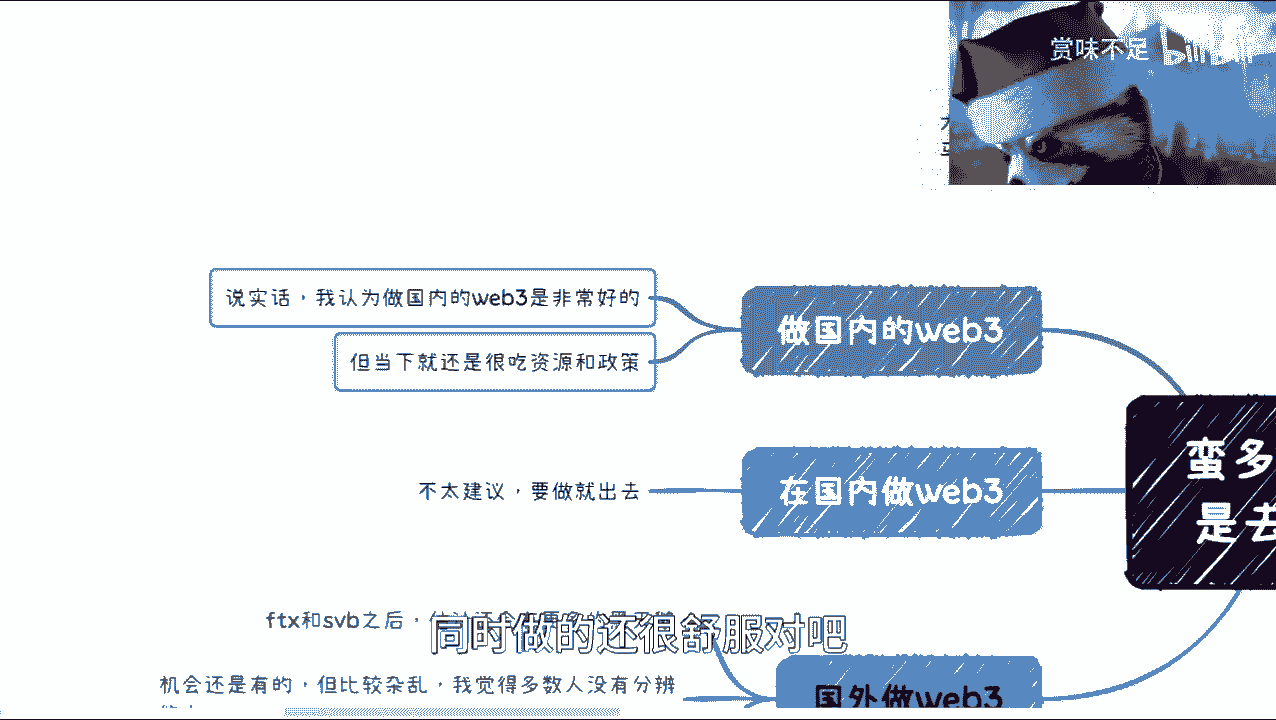 赏味不足 bilibili
说实话，我认为做国内的web3是非常好的
做国内的web3
但当下就还是很吃资源和政策
蛮多
不太建议，要做就出去
在国内做web3
是去
ftx和svb之后，
同时做的还很舒服对吧
机会还是有的，但比较杂乱，我觉得多数人没有分辨
国外做web3